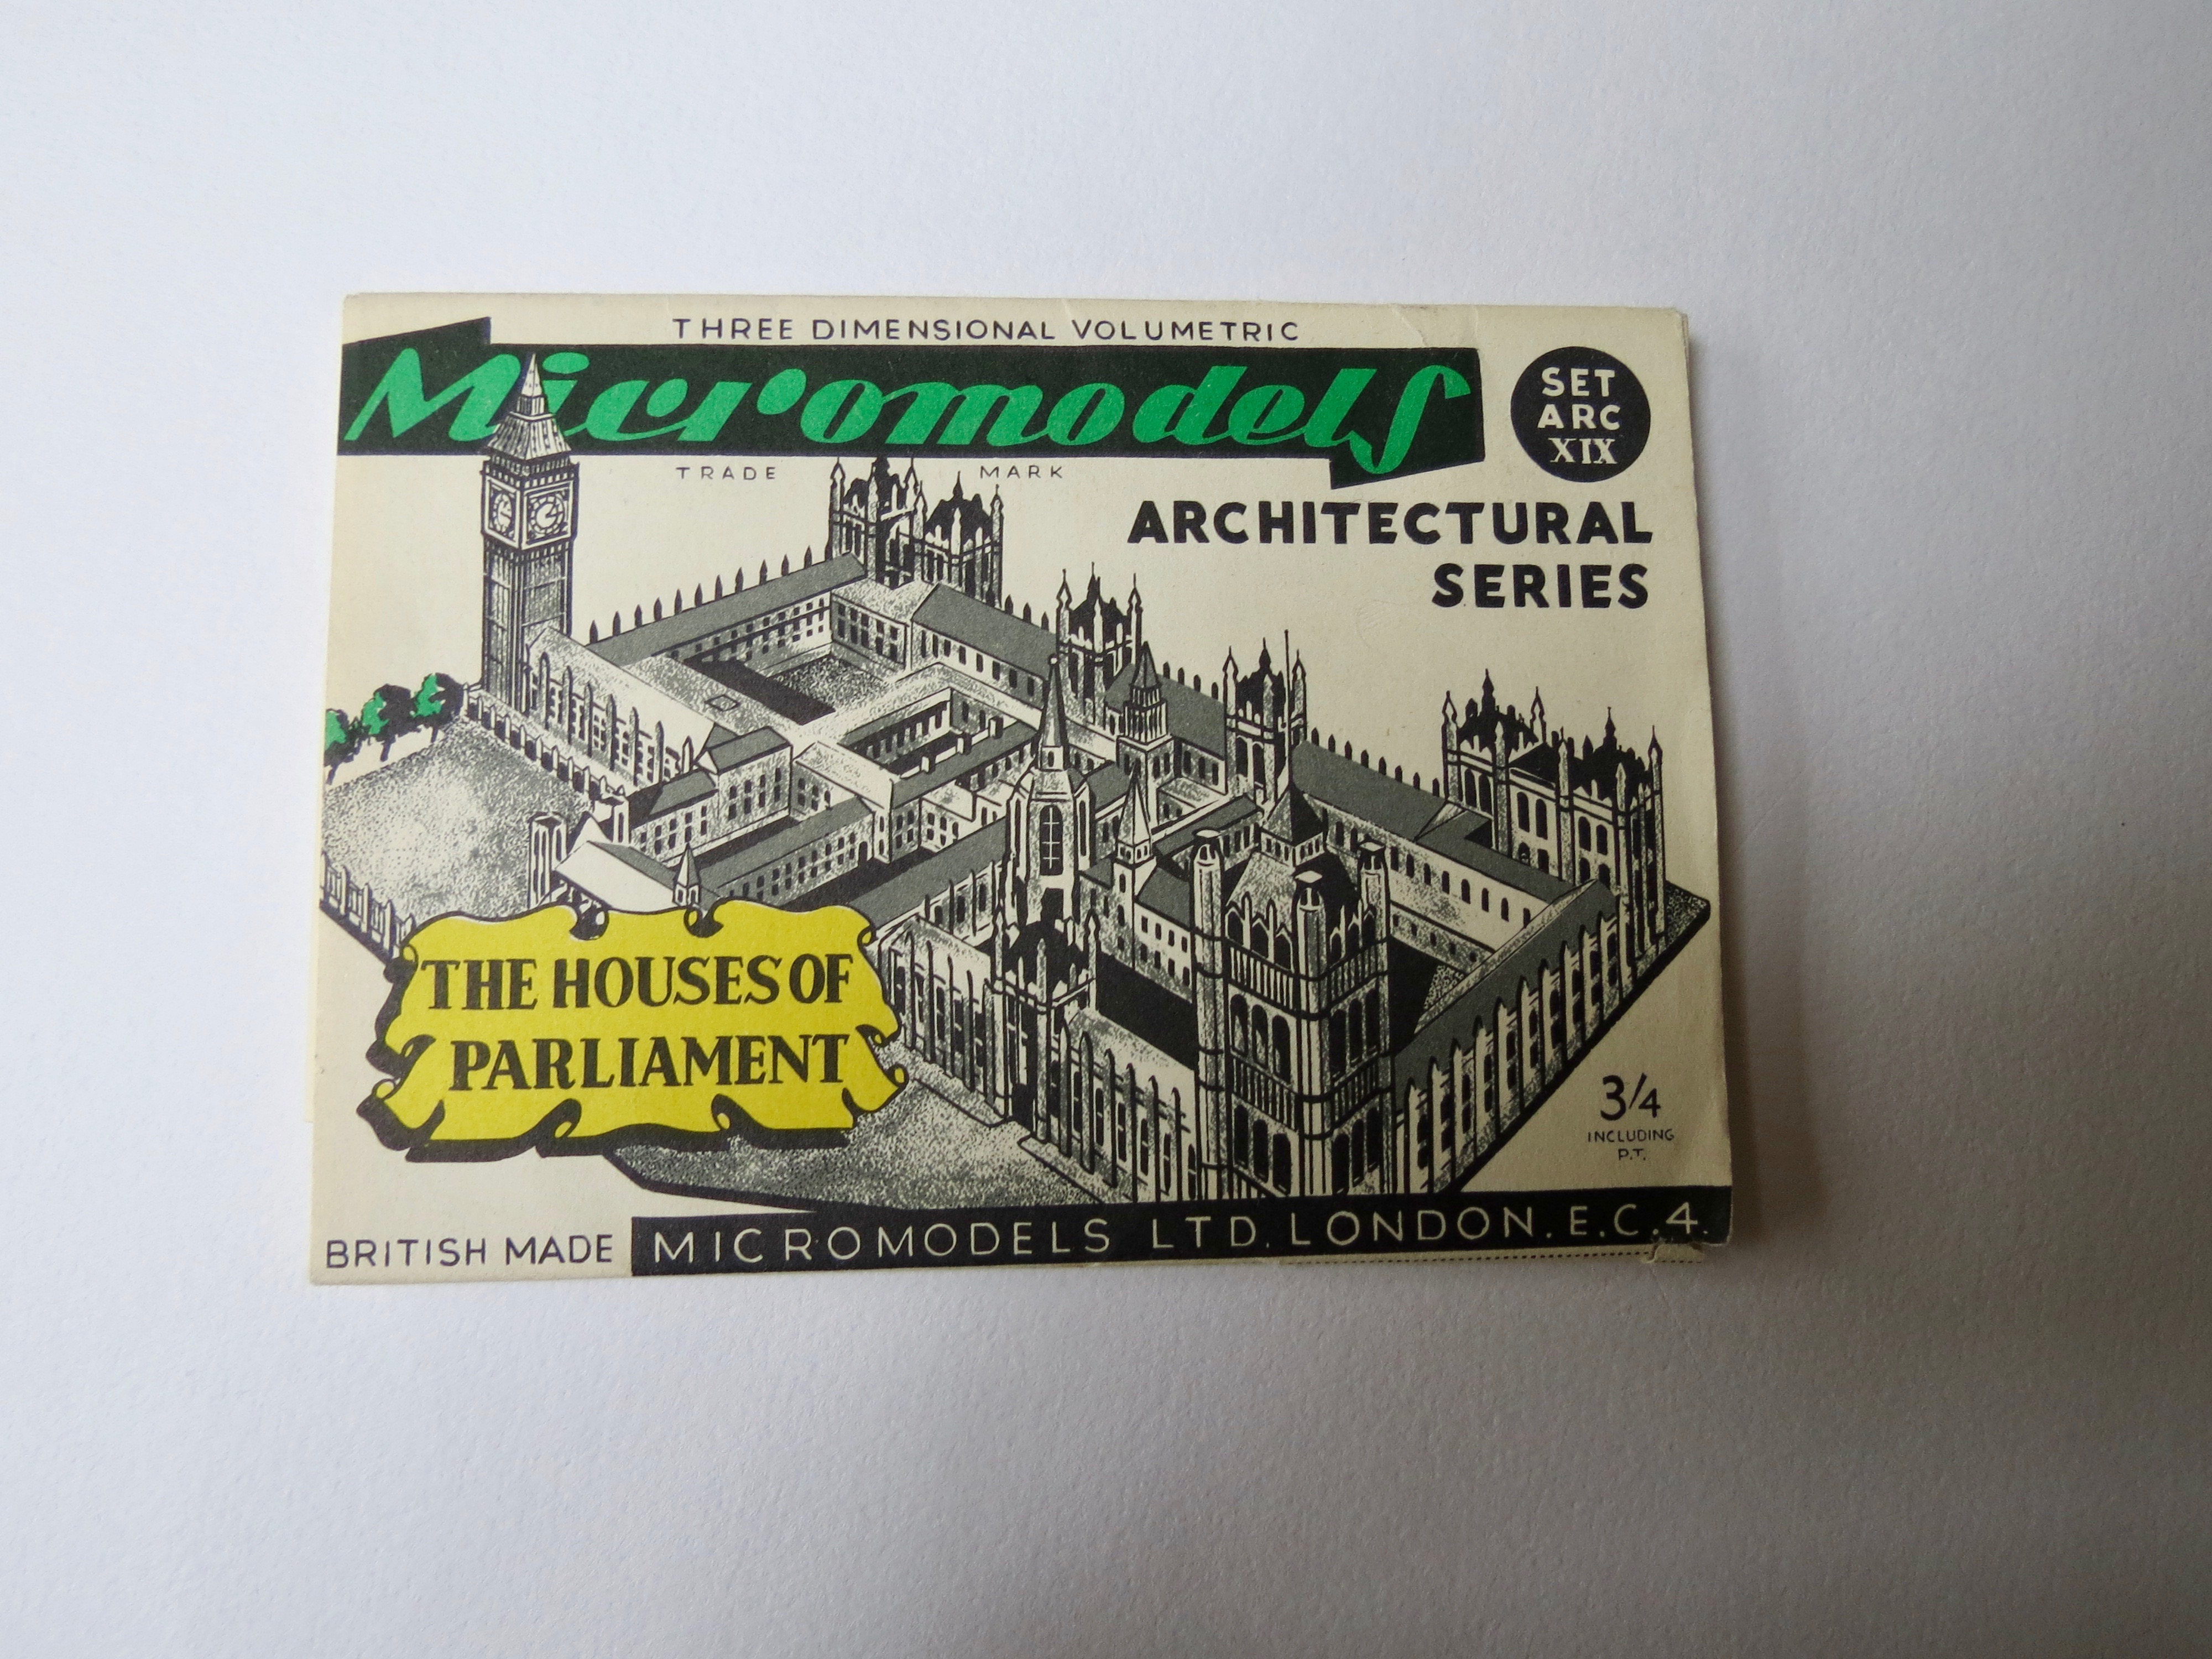 THREE DIMENSIONAL VOLUMETRIC
Micromodels
TRADE MARK
SET
ARC
XIX
ARCHITECTURAL
SERIES
THE HOUSES OF
PARLIAMENT
3/4
INCLUDING
P.T.
BRITISH MADE
MICROMODELS LTD. LONDON. E.C.4.